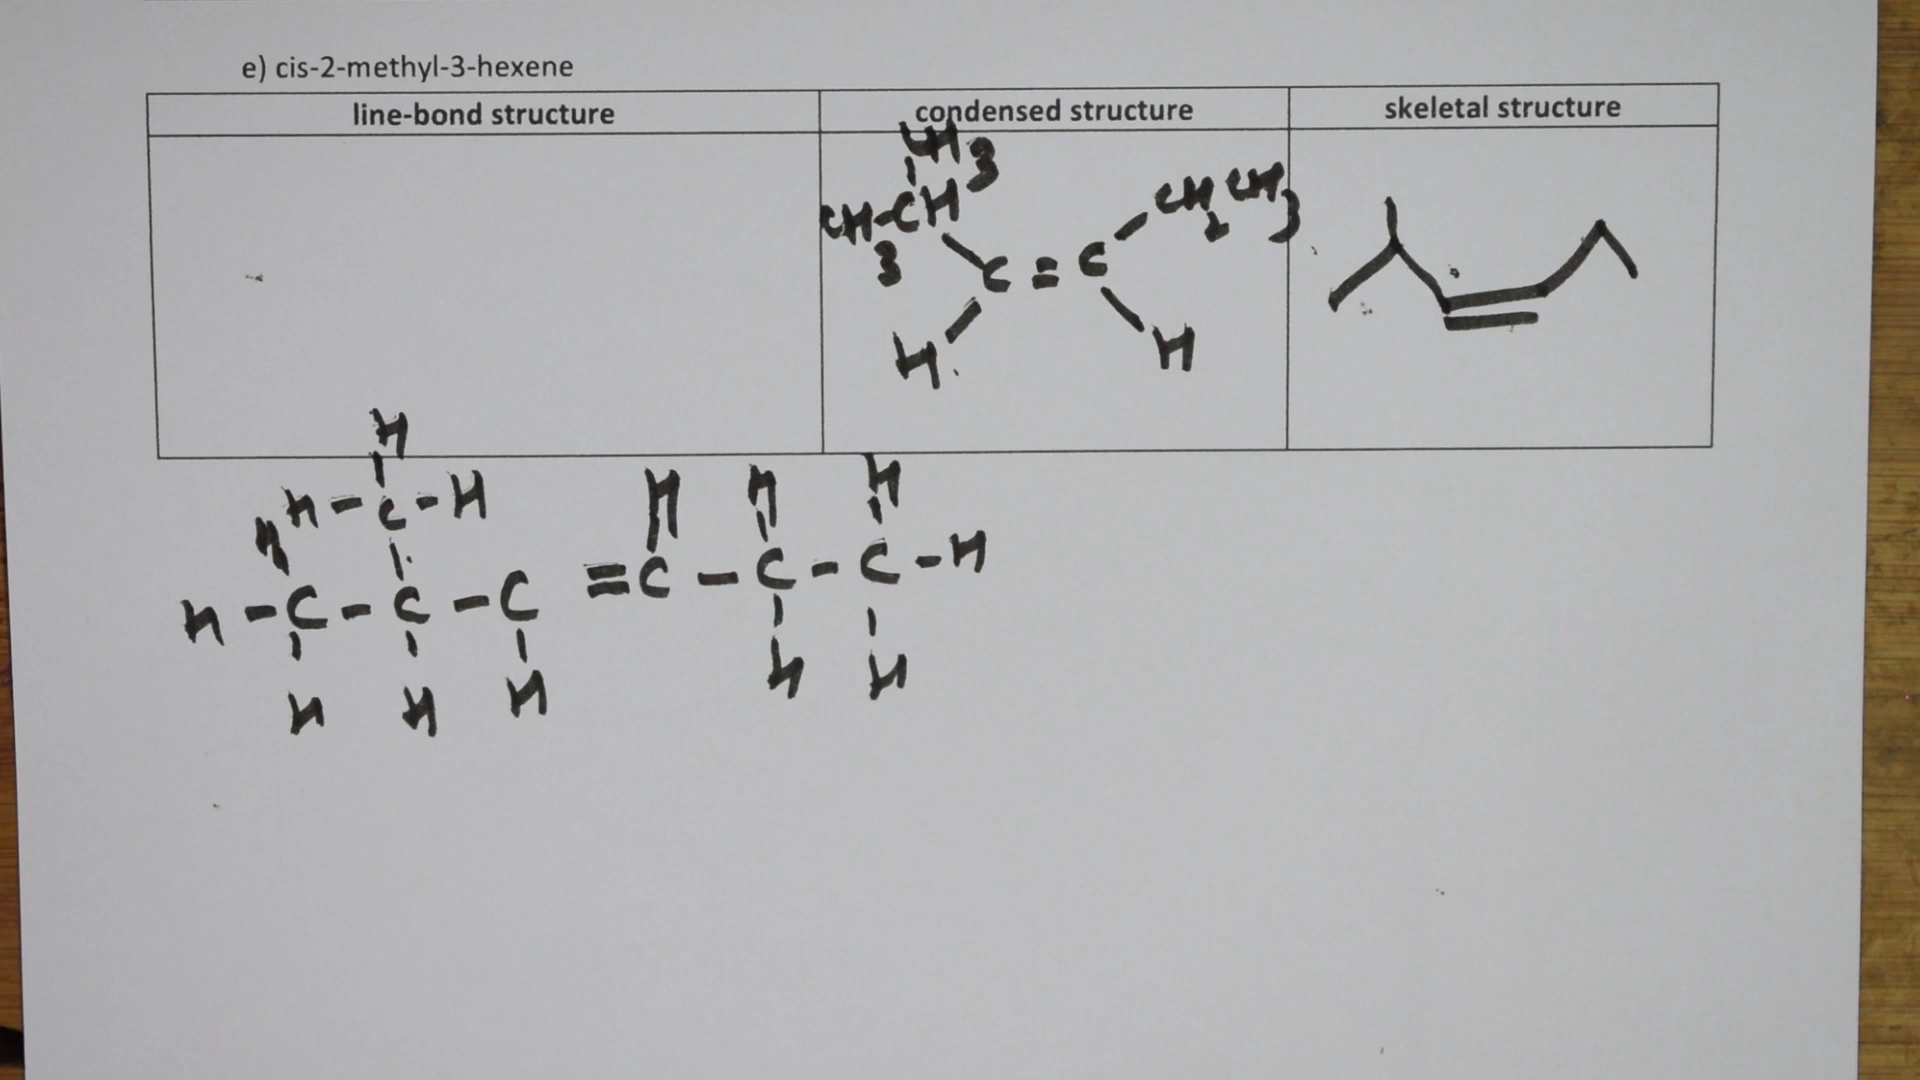 e) cis-2-methyl-3-hexene
line-bond structure condensed structure skeletal structure
CH3
CH3-CH CH2CH3
C=C
H H
H
H-C-H H H H
H
H-C-C-C=C-C-C-H
H H H H H